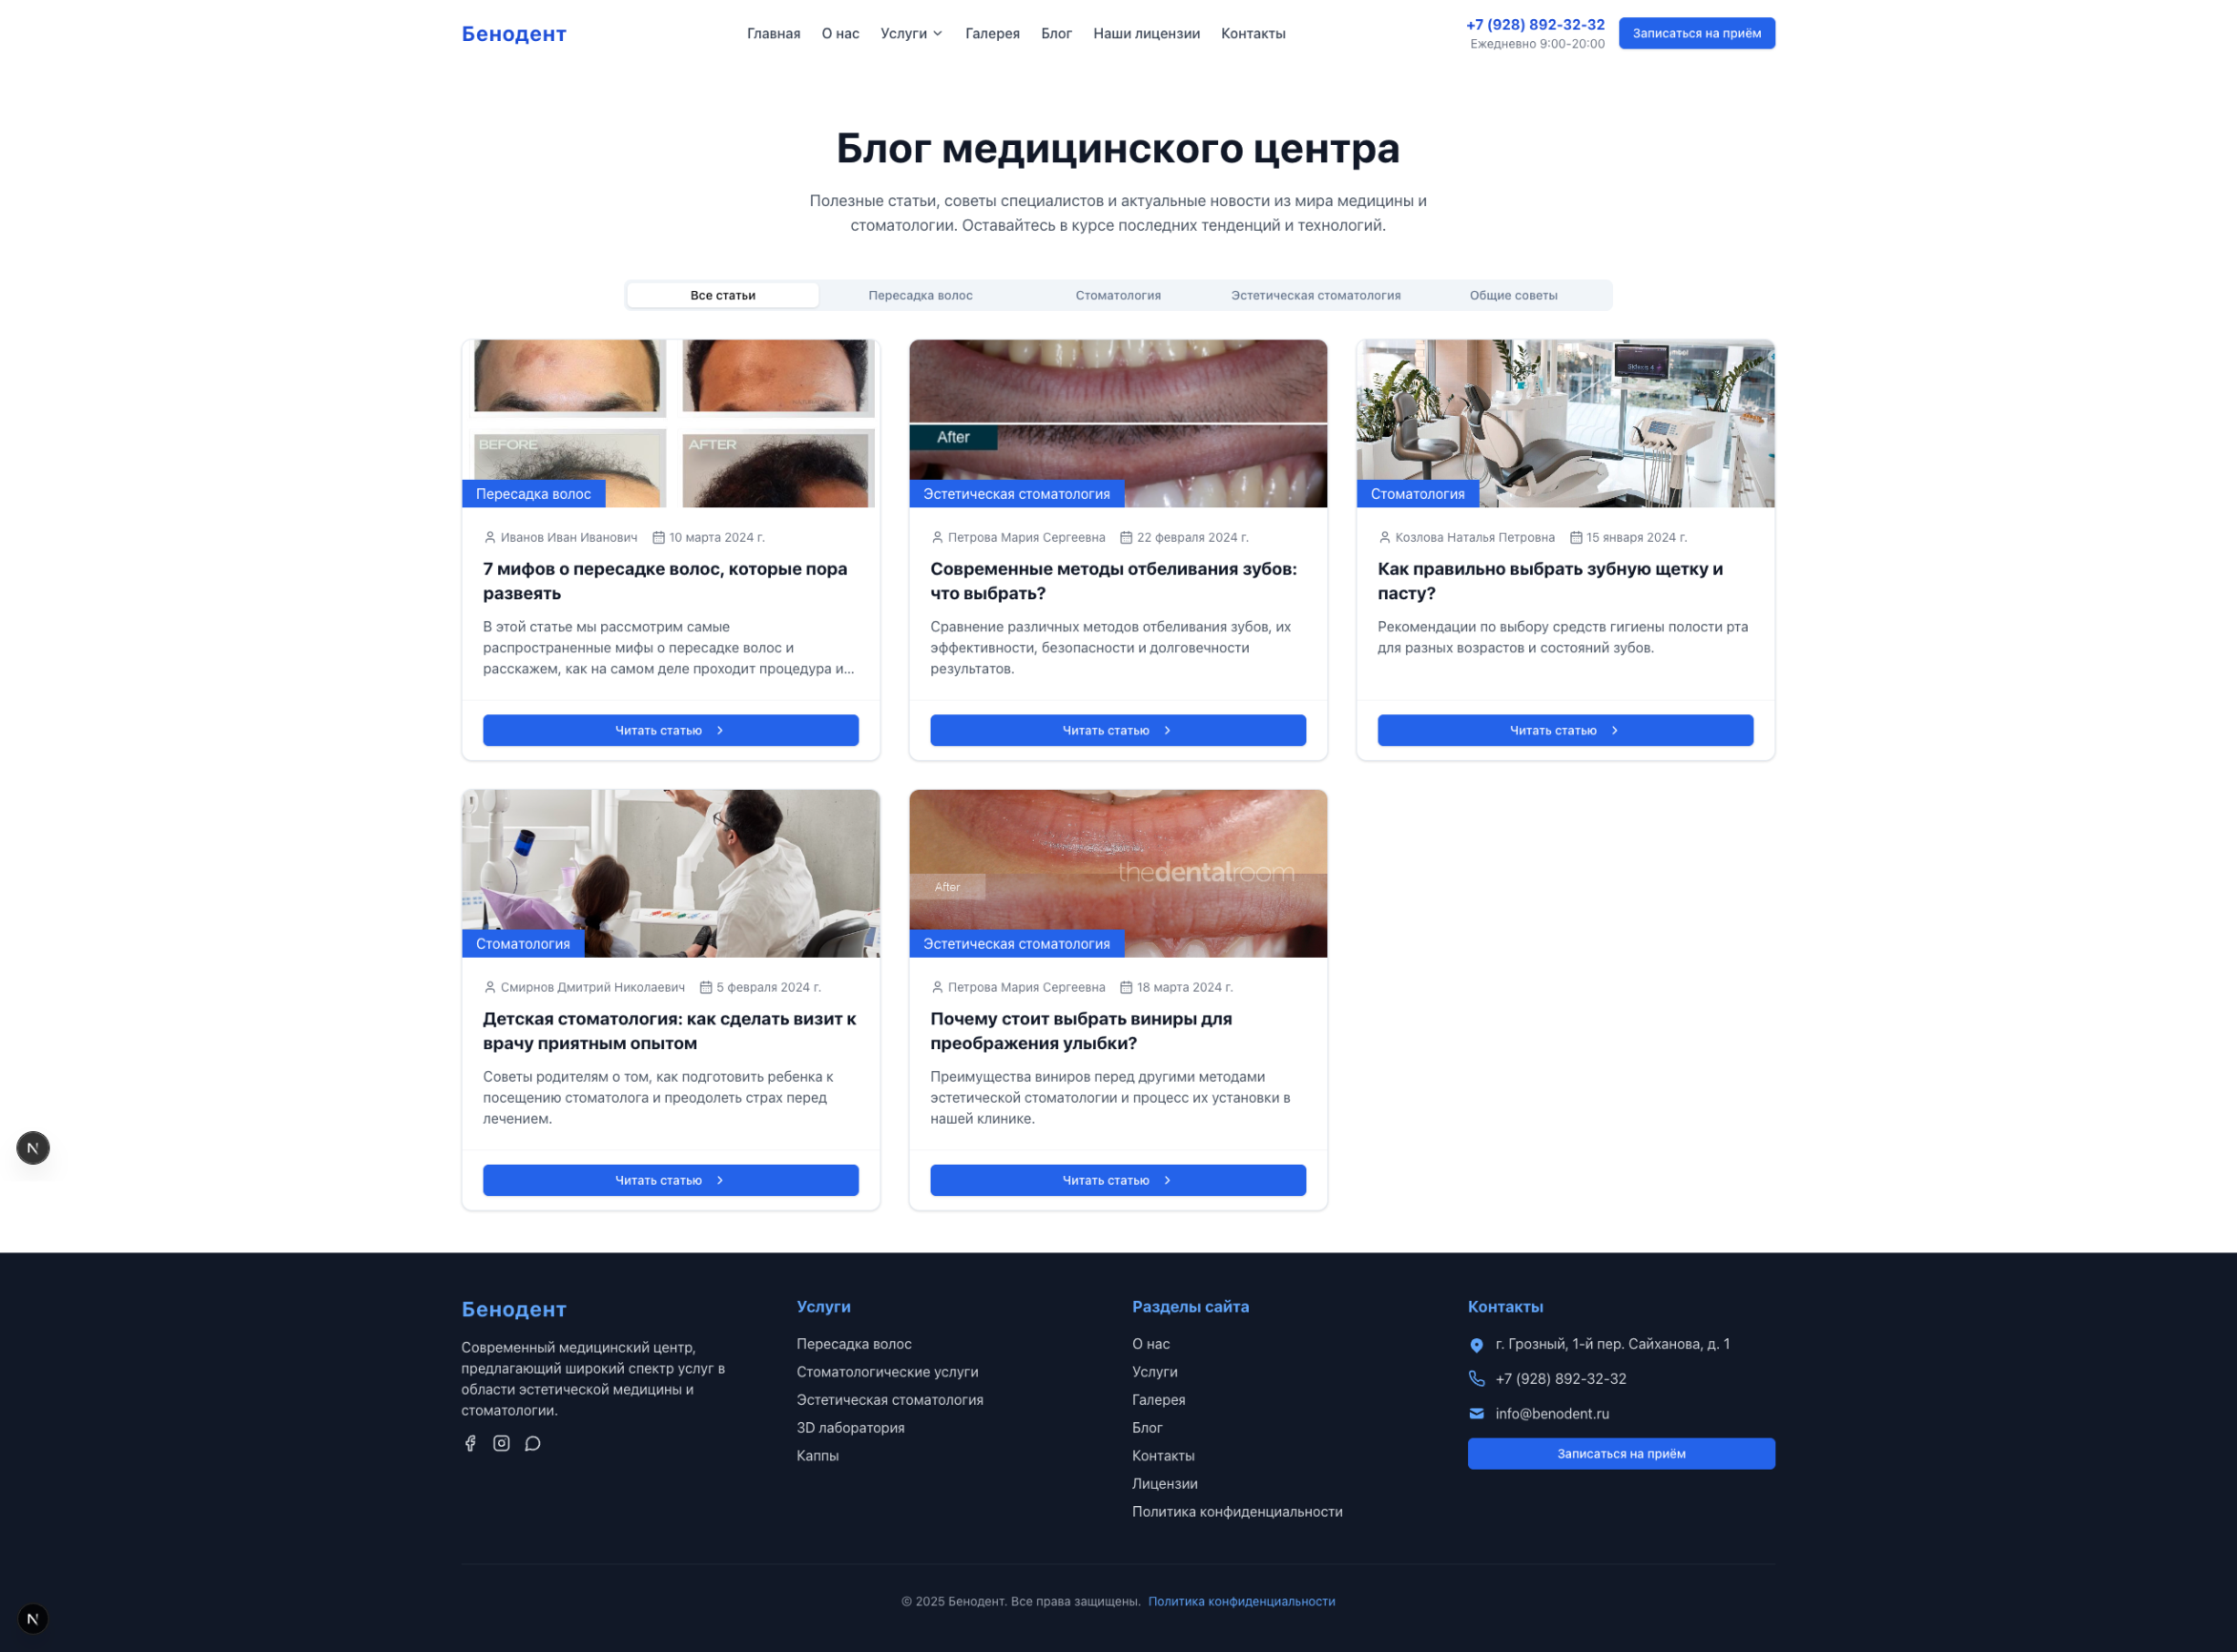 Бенодент
Главная О нас Услуги Галерея Блог Наши лицензии Контакты
+7 (928) 892-32-32
Ежедневно 9:00-20:00
Записаться на приём
Блог медицинского центра
Полезные статьи, советы специалистов и актуальные новости из мира медицины и
стоматологии. Оставайтесь в курсе последних тенденций и технологий.
Все статьи Пересадка волос Стоматология Эстетическая стоматология Общие советы
BEFORE AFTER
Пересадка волос
Иванов Иван Иванович 10 марта 2024 г.
7 мифов о пересадке волос, которые пора
развеять
В этой статье мы рассмотрим самые
распространенные мифы о пересадке волос и
расскажем, как на самом деле проходит процедура и...
Читать статью
After
Эстетическая стоматология
Петрова Мария Сергеевна 22 февраля 2024 г.
Современные методы отбеливания зубов:
что выбрать?
Сравнение различных методов отбеливания зубов, их
эффективности, безопасности и долговечности
результатов.
Читать статью
Стоматология
Козлова Наталья Петровна 15 января 2024 г.
Как правильно выбрать зубную щетку и
пасту?
Рекомендации по выбору средств гигиены полости рта
для разных возрастов и состояний зубов.
Читать статью
Стоматология
Смирнов Дмитрий Николаевич 5 февраля 2024 г.
Детская стоматология: как сделать визит к
врачу приятным опытом
Советы родителям о том, как подготовить ребенка к
посещению стоматолога и преодолеть страх перед
лечением.
Читать статью
thedentalroom
After
Эстетическая стоматология
Петрова Мария Сергеевна 18 марта 2024 г.
Почему стоит выбрать виниры для
преображения улыбки?
Преимущества виниров перед другими методами
эстетической стоматологии и процесс их установки в
нашей клинике.
Читать статью
N
Бенодент
Современный медицинский центр,
предлагающий широкий спектр услуг в
области эстетической медицины и
стоматологии.
Услуги
Пересадка волос
Стоматологические услуги
Эстетическая стоматология
3D лаборатория
Каппы
Разделы сайта
О нас
Услуги
Галерея
Блог
Контакты
Лицензии
Политика конфиденциальности
Контакты
г. Грозный, 1-й пер. Сайханова, д. 1
+7 (928) 892-32-32
info@benodent.ru
Записаться на приём
© 2025 Бенодент. Все права защищены. Политика конфиденциальности
N